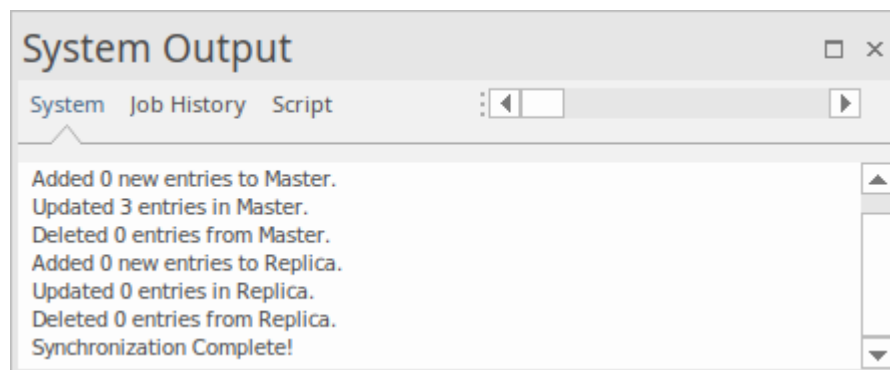 System Output
System Job History Script
Added 0 new entries to Master.
Updated 3 entries in Master.
Deleted 0 entries from Master.
Added 0 new entries to Replica.
Updated 0 entries in Replica.
Deleted 0 entries from Replica.
Synchronization Complete!